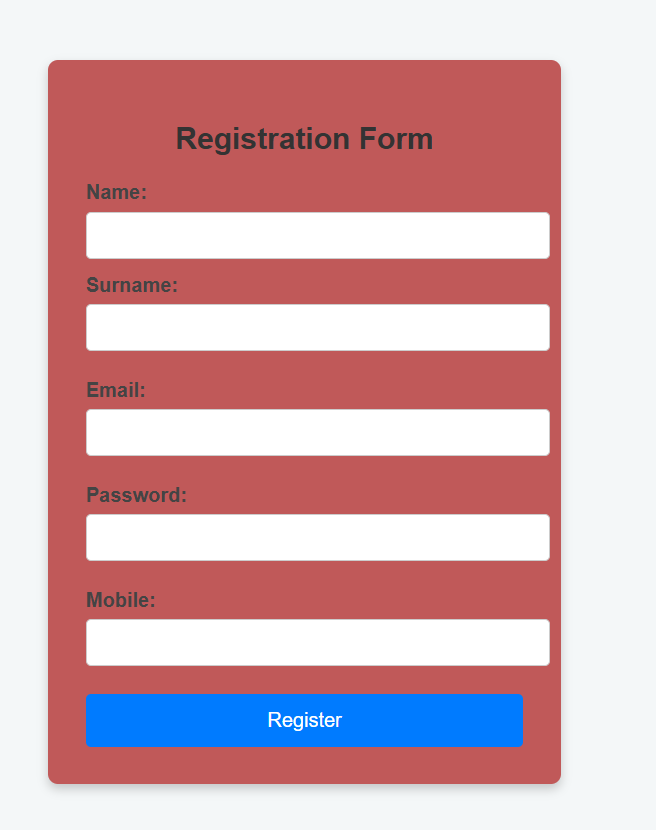 Registration Form
Name:
Surname:
Email:
Password:
Mobile:
Register